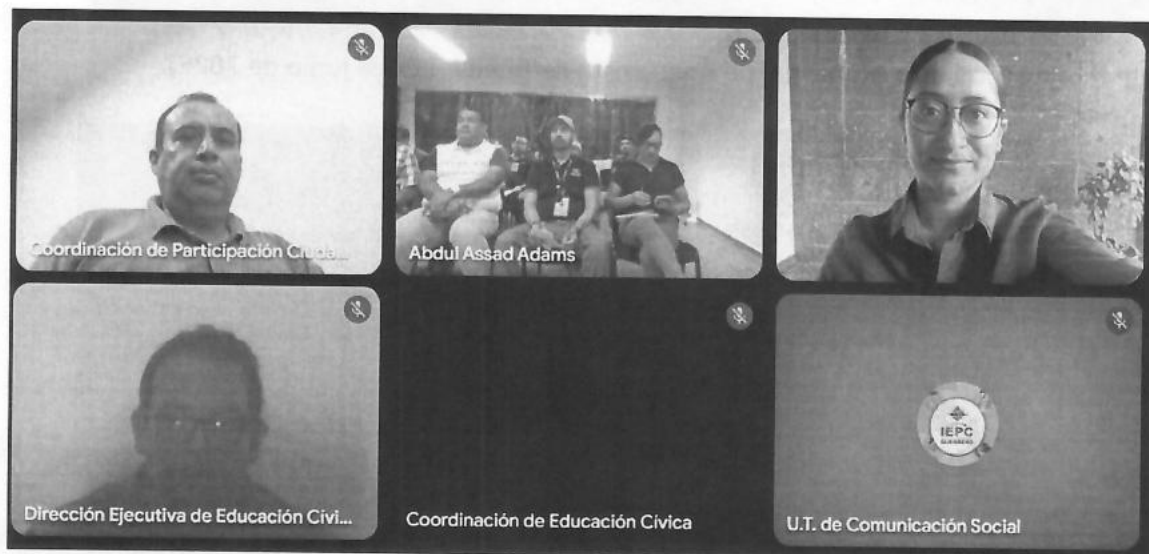 Coordinación de Participación Ciuda...
Abdul Assad Adams
Dirección Ejecutiva de Educación Cívi...
Coordinación de Educación Cívica
IEPC
GUERRERO
U.T. de Comunicación Social